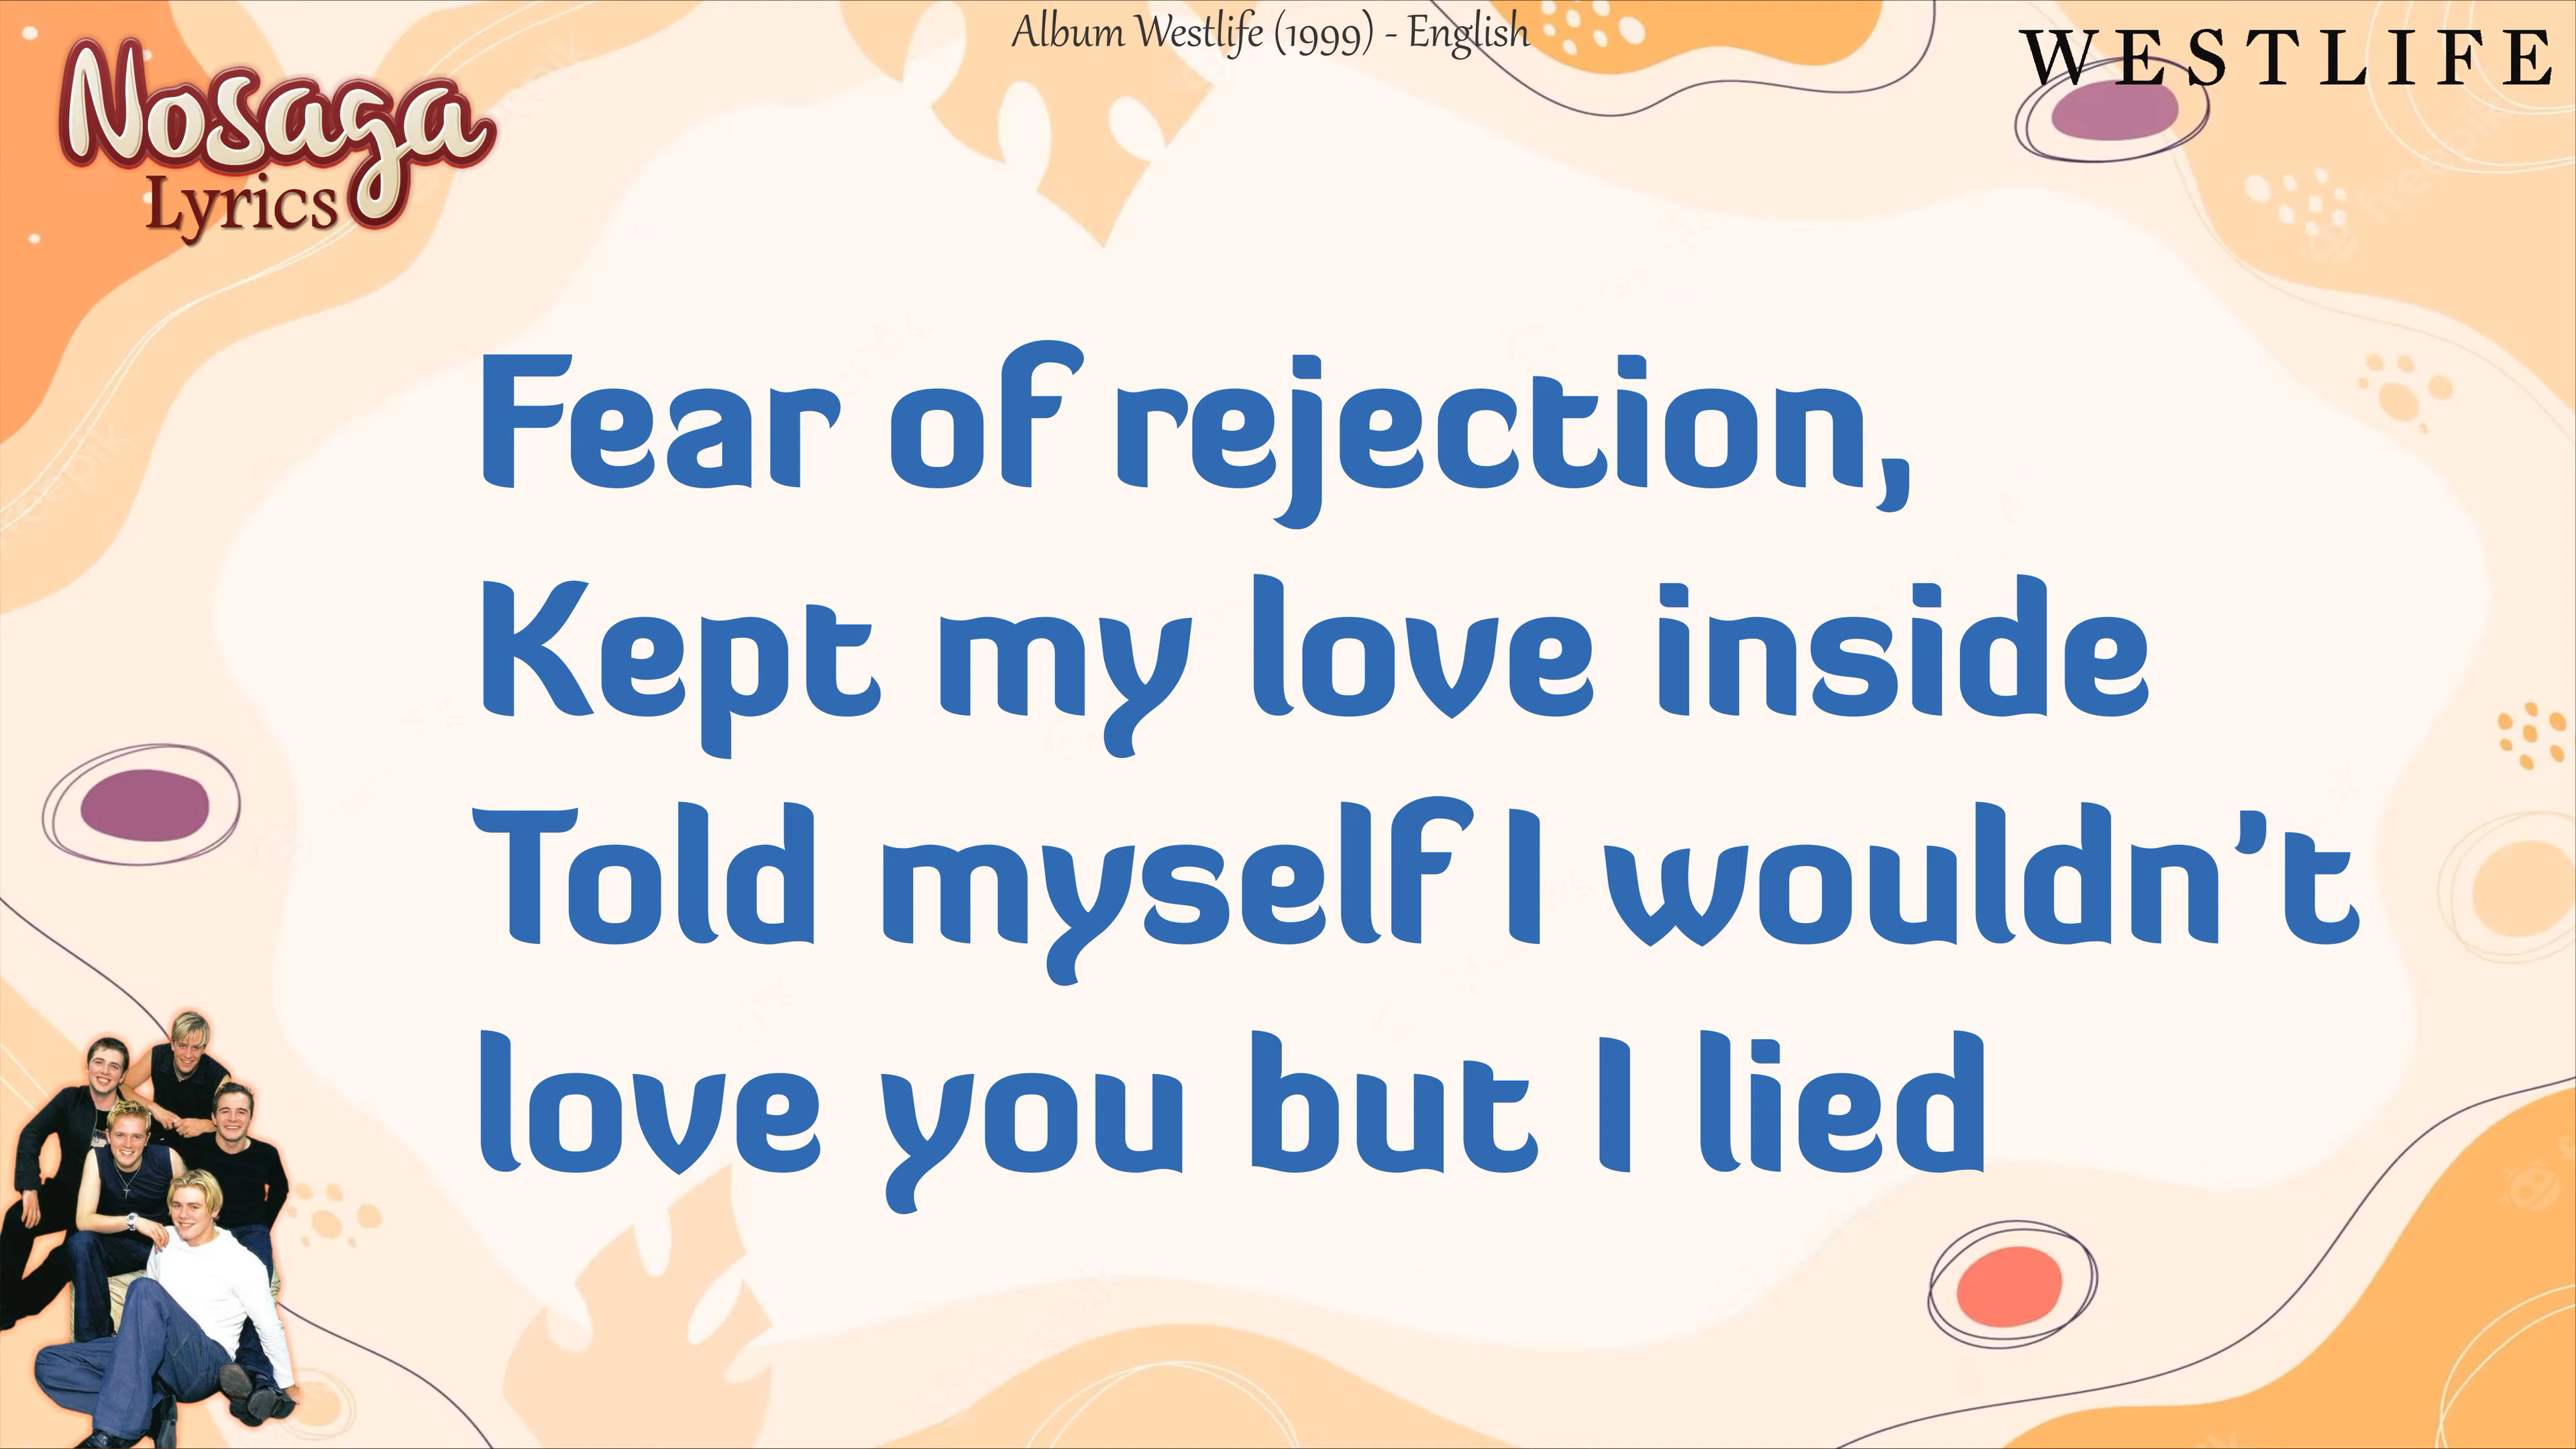 Album Westlife (1999) - English
WESTLIFE
Nosaga
Lyrics
Fear of rejection,
Kept my love inside
Told myself I wouldn’t
love you but I lied